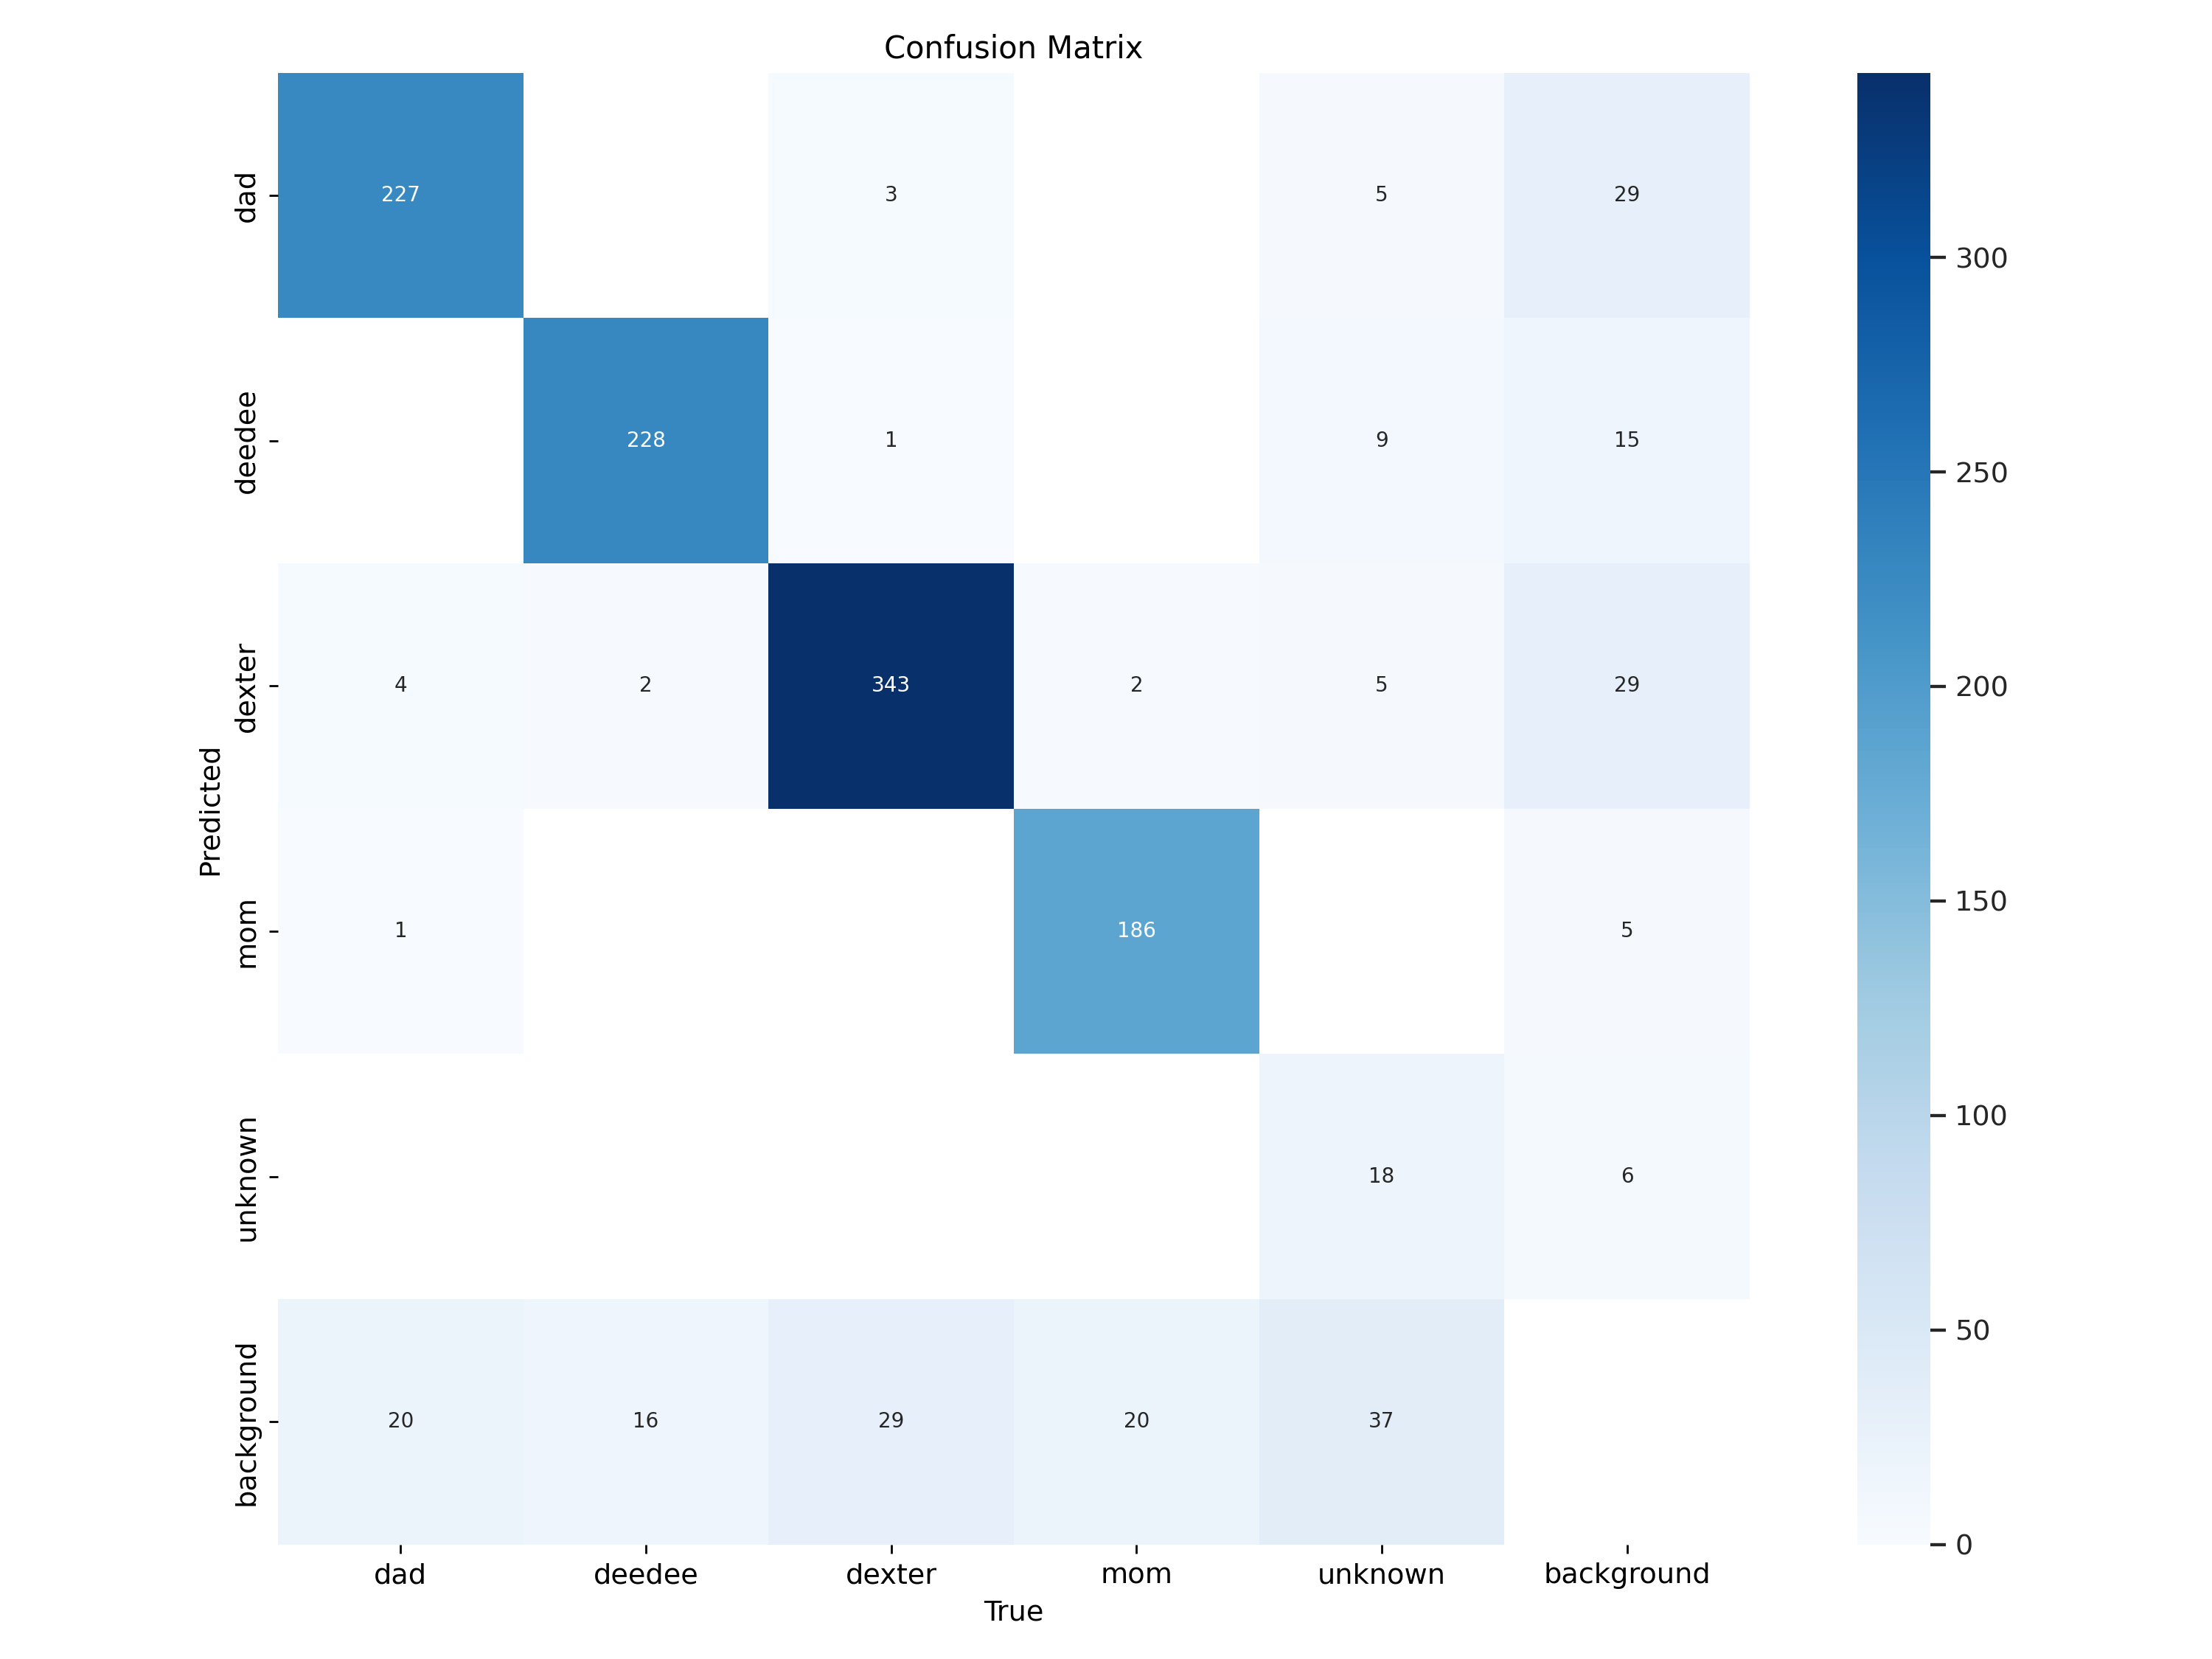 Confusion Matrix
dad
227
3
5
29
deedee
228
1
9
15
dexter
4
2
343
2
5
29
mom
1
186
5
unknown
18
6
background
20
16
29
20
37
Predicted
dad
deedee
dexter
mom
unknown
background
True
300
250
200
150
100
50
0